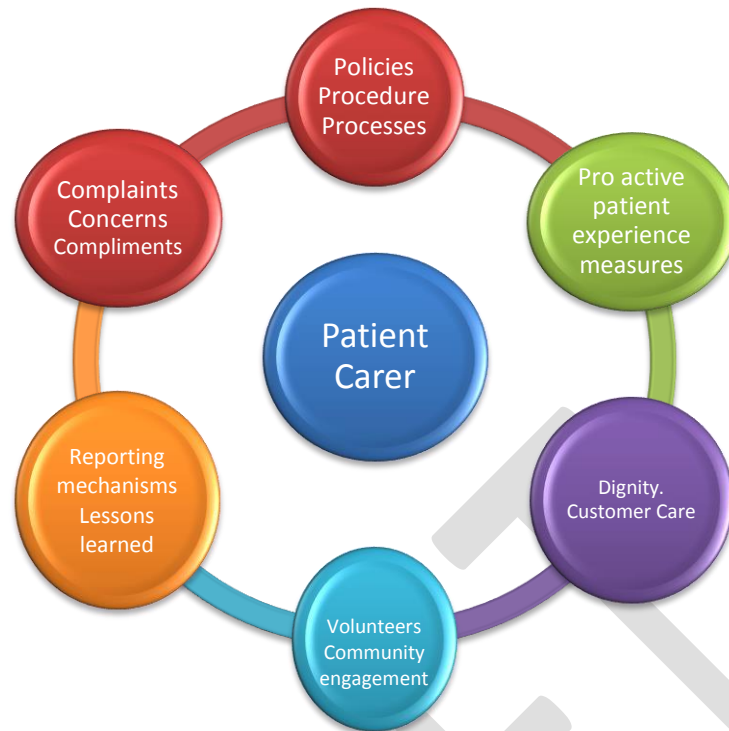 Policies
Procedure
Processes
Pro active
patient
experience
measures
Dignity.
Customer Care
Volunteers
Community
engagement
Reporting
mechanisms
Lessons
learned
Complaints
Concerns
Compliments
Patient
Carer